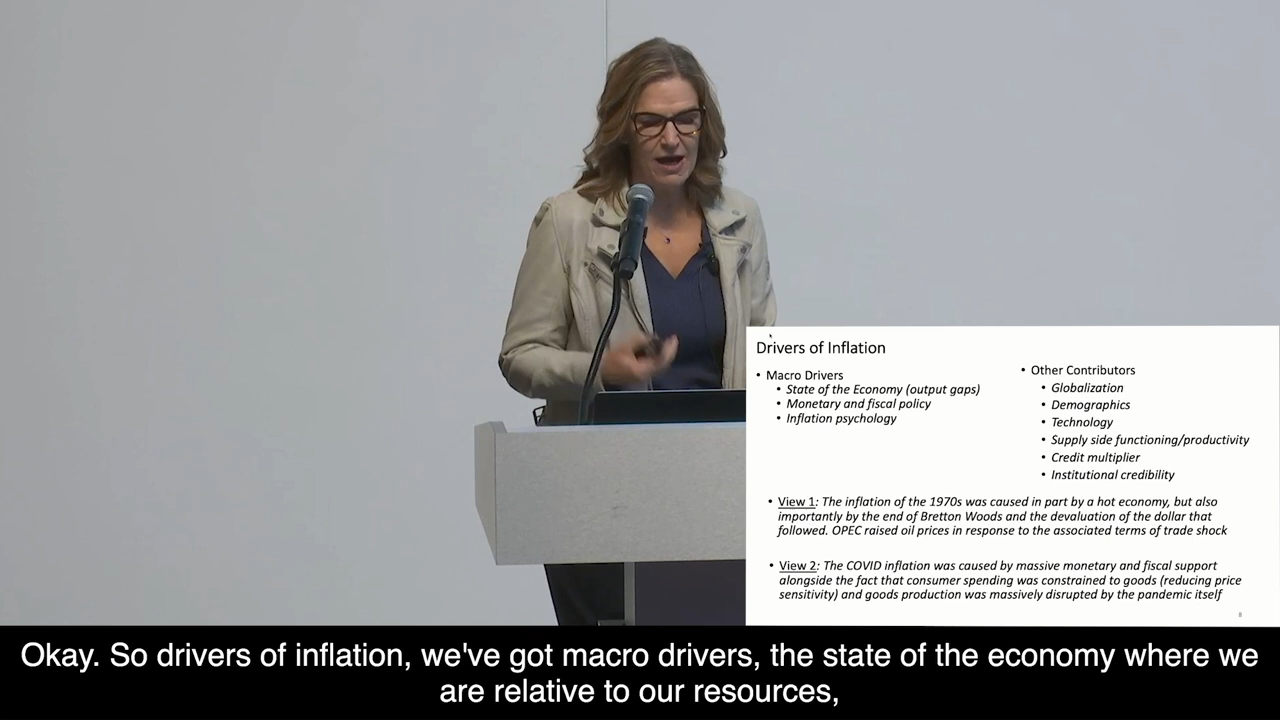 Drivers of Inflation
• Macro Drivers
• State of the Economy (output gaps)
• Monetary and fiscal policy
• Inflation psychology
• Other Contributors
• Globalization
• Demographics
• Technology
• Supply side functioning/productivity
• Credit multiplier
• Institutional credibility
• View 1: The inflation of the 1970s was caused in part by a hot economy, but also
importantly by the end of Bretton Woods and the devaluation of the dollar that
followed. OPEC raised oil prices in response to the associated terms of trade shock
• View 2: The COVID inflation was caused by massive monetary and fiscal support
alongside the fact that consumer spending was constrained to goods (reducing price
sensitivity) and goods production was massively disrupted by the pandemic itself
8
Okay. So drivers of inflation, we've got macro drivers, the state of the economy where we
are relative to our resources,